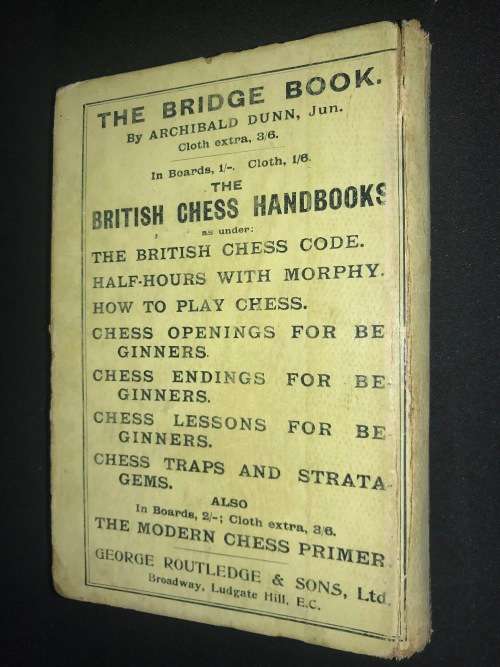 THE BRIDGE BOOK.
By ARCHIBALD DUNN, Jun.
Cloth extra, 3/6.
In Boards, 1/-. Cloth, 1/6.
THE
BRITISH CHESS HANDBOOKS
as under:
THE BRITISH CHESS CODE.
HALF-HOURS WITH MORPHY.
HOW TO PLAY CHESS.
CHESS OPENINGS FOR BE-
GINNERS.
CHESS ENDINGS FOR BE-
GINNERS.
CHESS LESSONS FOR BE-
GINNERS.
CHESS TRAPS AND STRATA-
GEMS.
ALSO
In Boards, 2/-; Cloth extra, 3/6.
THE MODERN CHESS PRIMER.
GEORGE ROUTLEDGE & SONS, Ltd.
Broadway, Ludgate Hill, E.C.